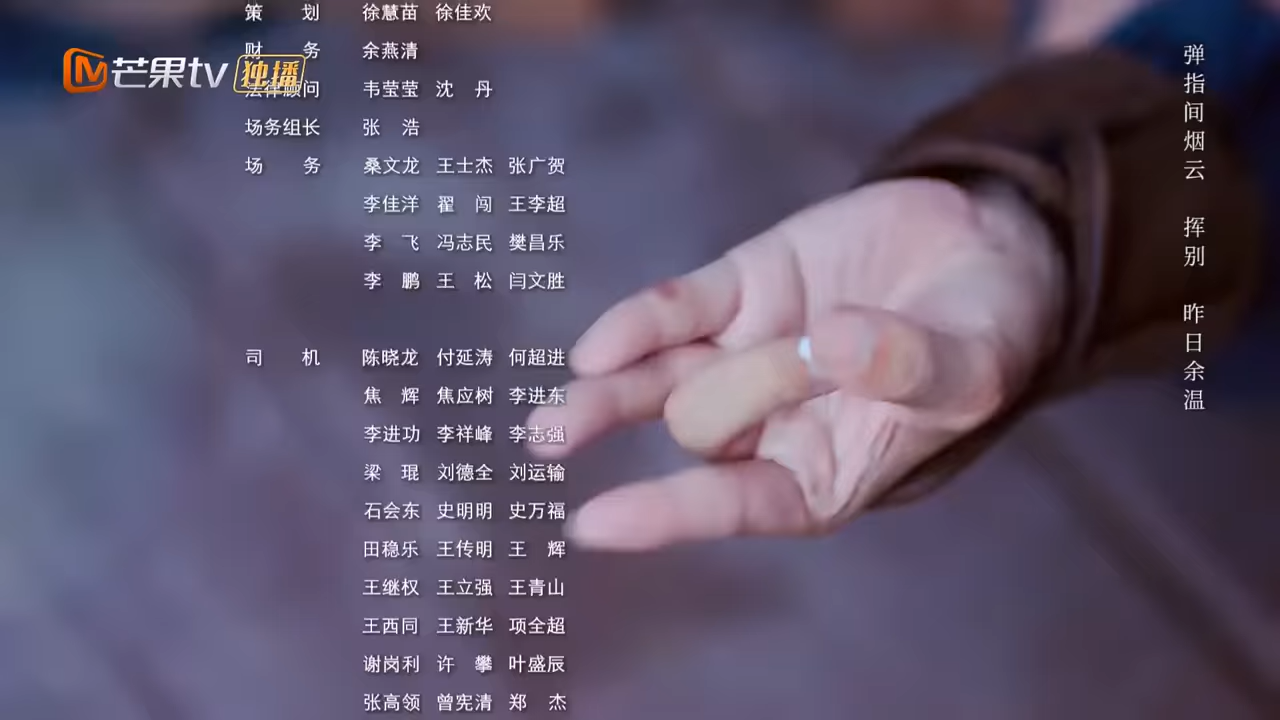 策 划 徐慧苗 徐佳欢
财 务 余燕清
芒果tv 独播
法律顾问 韦莹莹 沈 丹
场务组长 张 浩
场 务 桑文龙 王士杰 张广贺
李佳洋 翟 闯 王李超
李 飞 冯志民 樊昌乐
李 鹏 王 松 闫文胜
司 机 陈晓龙 付延涛 何超进
焦 辉 焦应树 李进东
李进功 李祥峰 李志强
梁 琨 刘德全 刘运输
石会东 史明明 史万福
田稳乐 王传明 王 辉
王继权 王立强 王青山
王西同 王新华 项全超
谢岗利 许 攀 叶盛辰
张高领 曾宪清 郑 杰
弹指间烟云 挥别 昨日余温